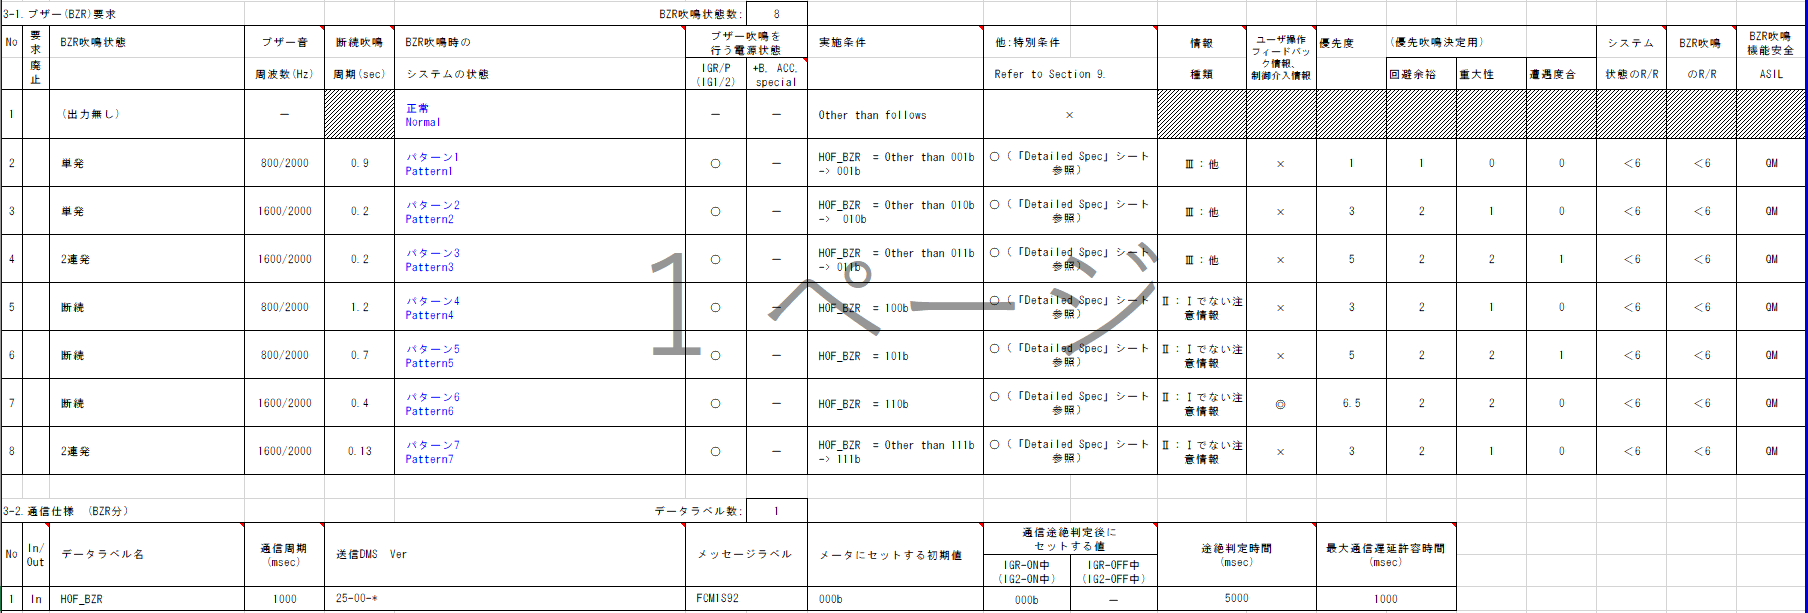 3-1. ブザー(BZR)要求
BZR吹鳴状態数: 8
No 要求廃止 BZR吹鳴状態 ブザー音 周波数(Hz) 断続吹鳴 周期(sec) BZR吹鳴時の システムの状態 ブザー吹鳴を行う電源状態 IGR/P (IG1/2) +B, ACC, special 実施条件 他:特別条件 Refer to Section 9. 情報 種類 ユーザ操作フィードバック情報、制御介入情報 優先度 (優先吹鳴決定用) 回避余裕 重大性 遭遇度合 システム 状態のR/R BZR吹鳴 のR/R BZR吹鳴 機能安全 ASIL
1 (出力無し) － 正常 Normal － － Other than follows ×
2 単発 800/2000 0.9 パターン1 Pattern1 ○ － HOF_BZR = Other than 001b -> 001b ○（「Detailed Spec」シート参照） Ⅲ：他 × 1 1 0 0 <6 <6 QM
3 単発 1600/2000 0.2 パターン2 Pattern2 ○ － HOF_BZR = Other than 010b -> 010b ○（「Detailed Spec」シート参照） Ⅲ：他 × 3 2 1 0 <6 <6 QM
4 2連発 1600/2000 0.2 パターン3 Pattern3 ○ － HOF_BZR = Other than 011b -> 011b ○（「Detailed Spec」シート参照） Ⅲ：他 × 5 2 2 1 <6 <6 QM
5 断続 800/2000 1.2 パターン4 Pattern4 ○ － HOF_BZR = 100b ○（「Detailed Spec」シート参照） Ⅱ：Ⅰでない注意情報 × 3 2 1 0 <6 <6 QM
6 断続 800/2000 0.7 パターン5 Pattern5 ○ － HOF_BZR = 101b ○（「Detailed Spec」シート参照） Ⅱ：Ⅰでない注意情報 × 5 2 2 1 <6 <6 QM
7 断続 1600/2000 0.4 パターン6 Pattern6 ○ － HOF_BZR = 110b ○（「Detailed Spec」シート参照） Ⅱ：Ⅰでない注意情報 ◎ 6.5 2 2 0 <6 <6 QM
8 2連発 1600/2000 0.13 パターン7 Pattern7 ○ － HOF_BZR = Other than 111b -> 111b ○（「Detailed Spec」シート参照） Ⅱ：Ⅰでない注意情報 × 3 2 1 0 <6 <6 QM
1 ページ
3-2.通信仕様 (BZR分)
データラベル数: 1
No In/Out データラベル名 通信周期 (msec) 送信DMS Ver メッセージラベル メータにセットする初期値 通信途絶判定後にセットする値 IGR-ON中 (IG2-ON中) IGR-OFF中 (IG2-OFF中) 途絶判定時間 (msec) 最大通信遅延許容時間 (msec)
1 In HOF_BZR 1000 25-00-* FCM1S92 000b 000b － 5000 1000